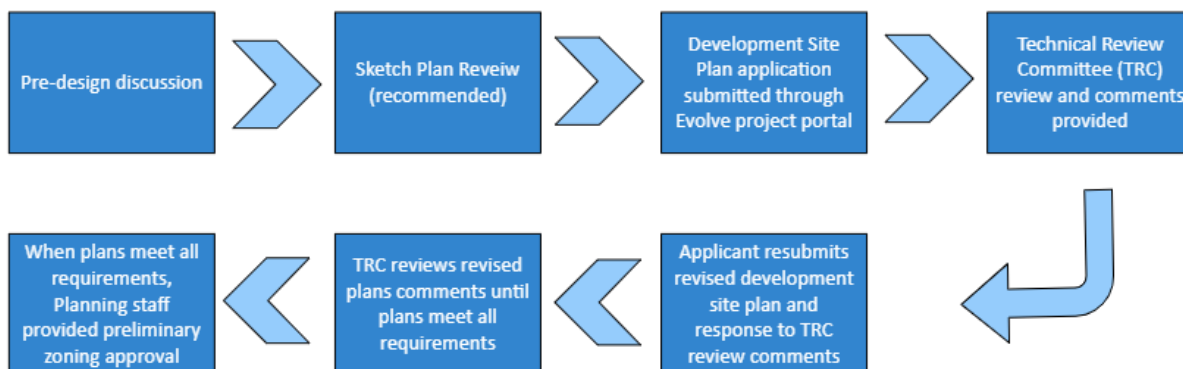 Pre-design discussion
Sketch Plan Reveiw
(recommended)
Development Site
Plan application
submitted through
Evolve project portal
Technical Review
Committee (TRC)
review and comments
provided
Applicant resubmits
revised development
site plan and
response to TRC
review comments
TRC reviews revised
plans comments until
plans meet all
requirements
When plans meet all
requirements,
Planning staff
provided preliminary
zoning approval